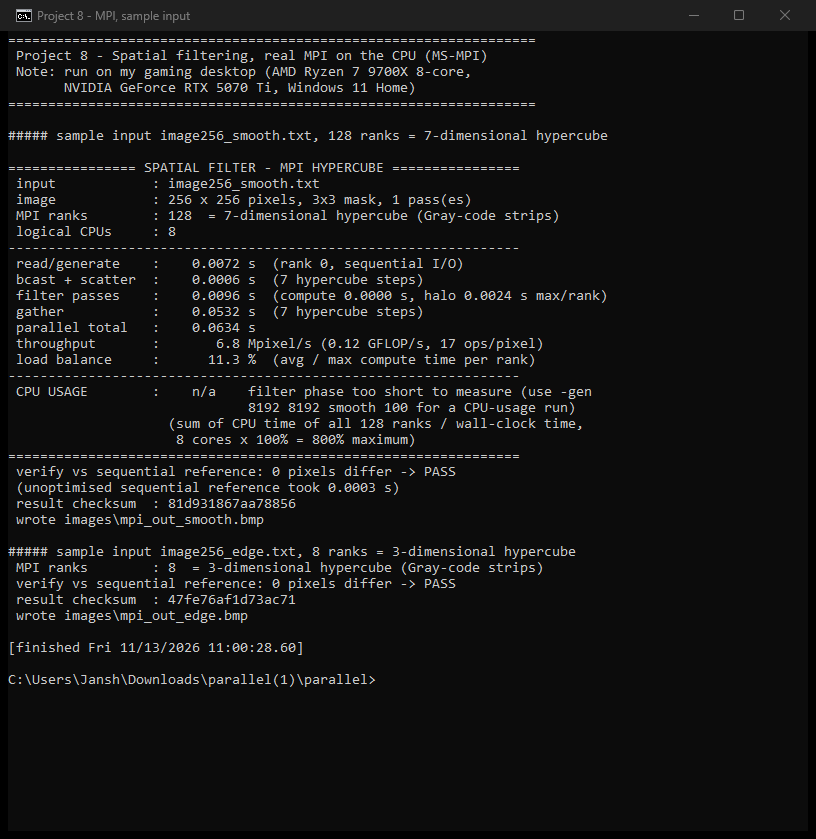 Project 8 - MPI, sample input
==================================================================
Project 8 - Spatial filtering, real MPI on the CPU (MS-MPI)
Note: run on my gaming desktop (AMD Ryzen 7 9700X 8-core,
NVIDIA GeForce RTX 5070 Ti, Windows 11 Home)
==================================================================
##### sample input image256_smooth.txt, 128 ranks = 7-dimensional hypercube
================ SPATIAL FILTER - MPI HYPERCUBE ================
input : image256_smooth.txt
image : 256 x 256 pixels, 3x3 mask, 1 pass(es)
MPI ranks : 128 = 7-dimensional hypercube (Gray-code strips)
logical CPUs : 8
----------------------------------------------------------------
read/generate : 0.0072 s (rank 0, sequential I/O)
bcast + scatter : 0.0006 s (7 hypercube steps)
filter passes : 0.0096 s (compute 0.0000 s, halo 0.0024 s max/rank)
gather : 0.0532 s (7 hypercube steps)
parallel total : 0.0634 s
throughput : 6.8 Mpixel/s (0.12 GFLOP/s, 17 ops/pixel)
load balance : 11.3 % (avg / max compute time per rank)
----------------------------------------------------------------
CPU USAGE : n/a filter phase too short to measure (use -gen
8192 8192 smooth 100 for a CPU-usage run)
(sum of CPU time of all 128 ranks / wall-clock time,
8 cores x 100% = 800% maximum)
================================================================
verify vs sequential reference: 0 pixels differ -> PASS
(unoptimised sequential reference took 0.0003 s)
result checksum : 81d931867aa78856
wrote images\mpi_out_smooth.bmp
##### sample input image256_edge.txt, 8 ranks = 3-dimensional hypercube
MPI ranks : 8 = 3-dimensional hypercube (Gray-code strips)
verify vs sequential reference: 0 pixels differ -> PASS
result checksum : 47fe76af1d73ac71
wrote images\mpi_out_edge.bmp
[finished Fri 11/13/2026 11:00:28.60]
C:\Users\Jansh\Downloads\parallel(1)\parallel>